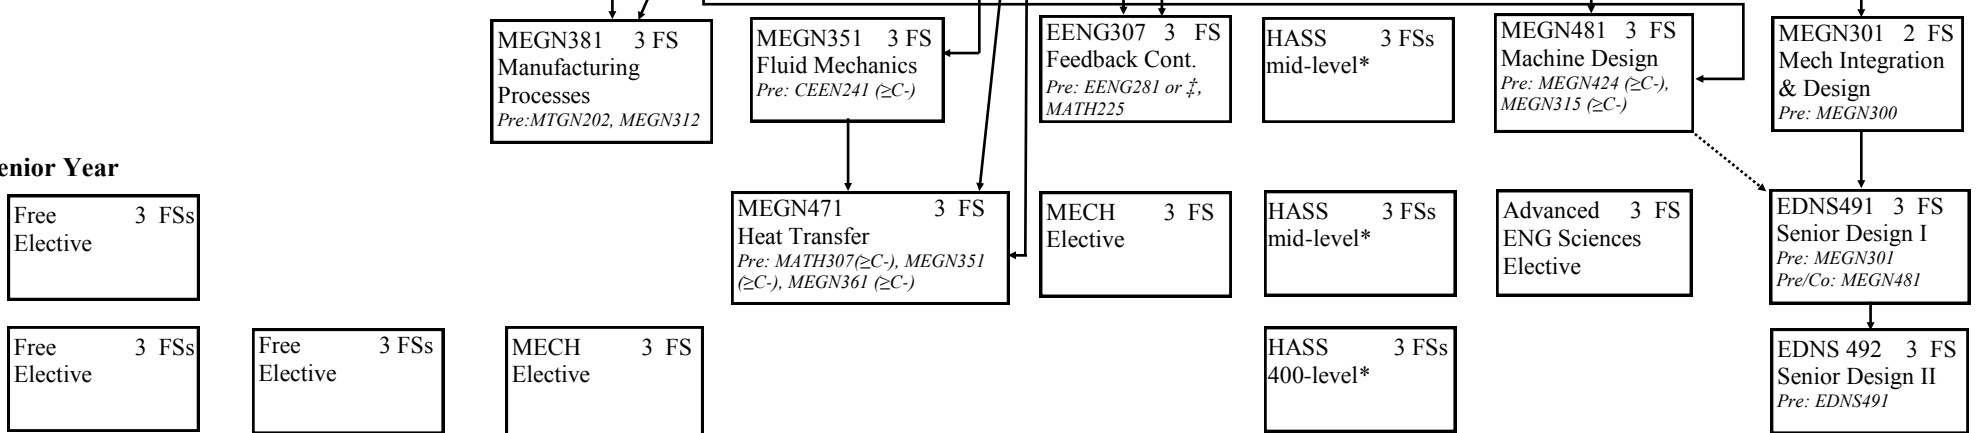 MEGN381 3 FS
Manufacturing
Processes
Pre:MTGN202, MEGN312
MEGN351 3 FS
Fluid Mechanics
Pre: CEEN241 (≥C-)
EENG307 3 FS
Feedback Cont.
Pre: EENG281 or ‡,
MATH225
HASS 3 FSs
mid-level*
MEGN481 3 FS
Machine Design
Pre: MEGN424 (≥C-),
MEGN315 (≥C-)
MEGN301 2 FS
Mech Integration
& Design
Pre: MEGN300
enior Year
Free 3 FSs
Elective
MEGN471 3 FS
Heat Transfer
Pre: MATH307(≥C-), MEGN351
(≥C-), MEGN361 (≥C-)
MECH 3 FS
Elective
HASS 3 FSs
mid-level*
Advanced 3 FS
ENG Sciences
Elective
EDNS491 3 FS
Senior Design I
Pre: MEGN301
Pre/Co: MEGN481
Free 3 FSs
Elective
Free 3 FSs
Elective
MECH 3 FS
Elective
HASS 3 FSs
400-level*
EDNS 492 3 FS
Senior Design II
Pre: EDNS491